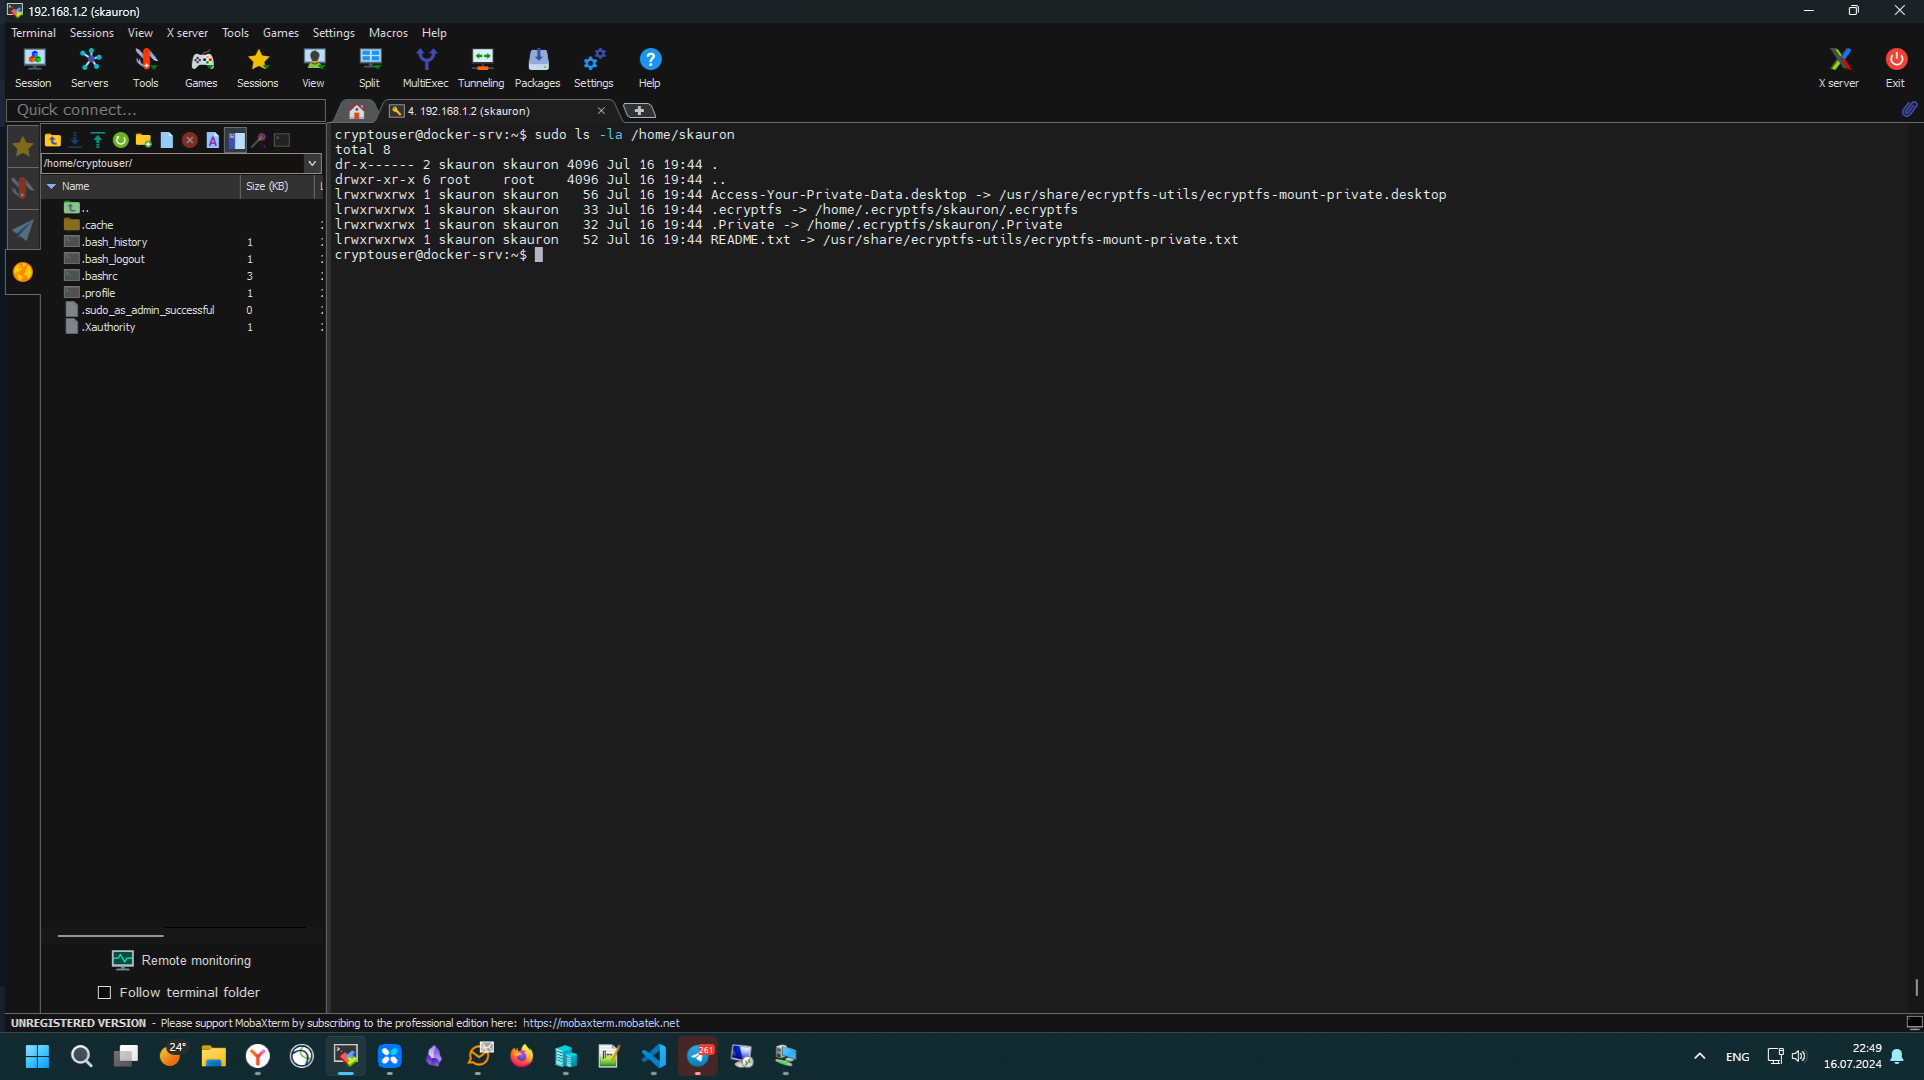 192.168.1.2 (skauron)
Terminal Sessions View X server Tools Games Settings Macros Help
Session Servers Tools Games Sessions View Split MultiExec Tunneling Packages Settings Help X server Exit
Quick connect...
4. 192.168.1.2 (skauron)
/home/cryptouser/
Name Size (KB) L
..
.cache
.bash_history 1
.bash_logout 1
.bashrc 3
.profile 1
.sudo_as_admin_successful 0
.Xauthority 1
cryptouser@docker-srv:~$ sudo ls -la /home/skauron
total 8
dr-x------ 2 skauron skauron 4096 Jul 16 19:44 .
drwxr-xr-x 6 root    root    4096 Jul 16 19:44 ..
lrwxrwxrwx 1 skauron skauron   56 Jul 16 19:44 Access-Your-Private-Data.desktop -> /usr/share/ecryptfs-utils/ecryptfs-mount-private.desktop
lrwxrwxrwx 1 skauron skauron   33 Jul 16 19:44 .ecryptfs -> /home/.ecryptfs/skauron/.ecryptfs
lrwxrwxrwx 1 skauron skauron   32 Jul 16 19:44 .Private -> /home/.ecryptfs/skauron/.Private
lrwxrwxrwx 1 skauron skauron   52 Jul 16 19:44 README.txt -> /usr/share/ecryptfs-utils/ecryptfs-mount-private.txt
cryptouser@docker-srv:~$
Remote monitoring
Follow terminal folder
UNREGISTERED VERSION - Please support MobaXterm by subscribing to the professional edition here: https://mobaxterm.mobatek.net
24°
261
ENG
22:49
16.07.2024